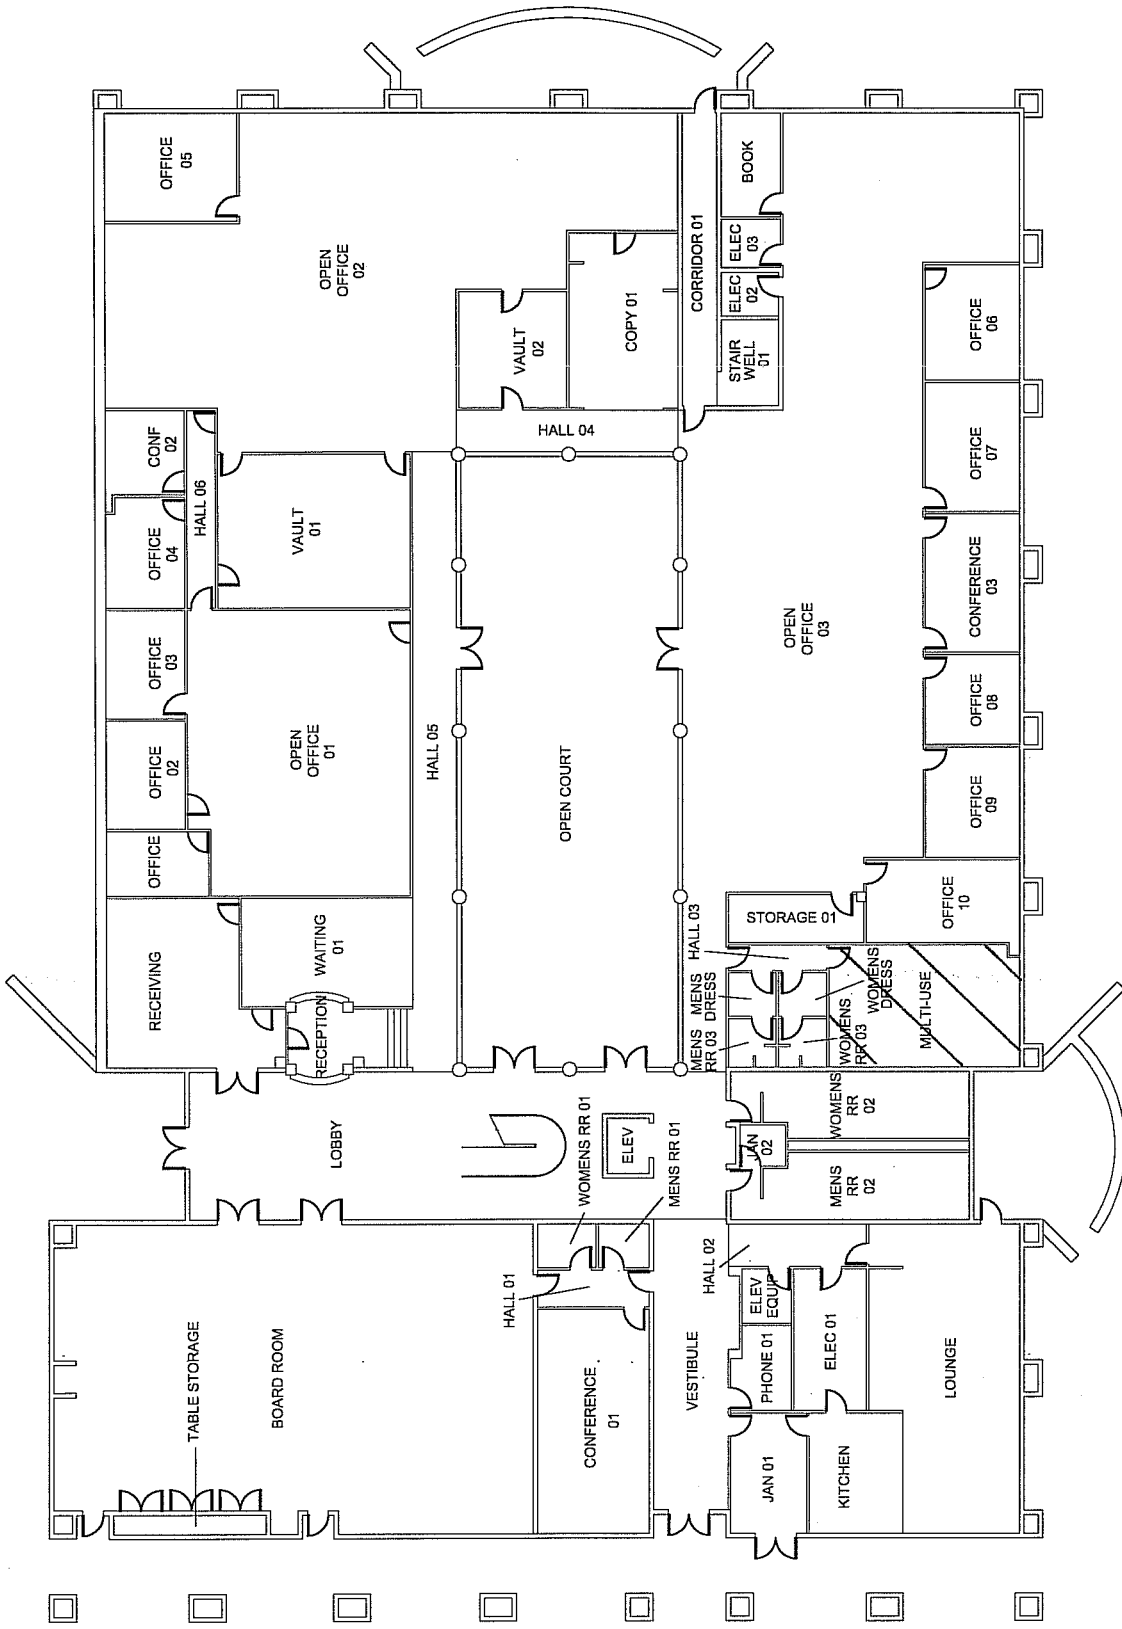 OFFICE
05
OPEN
OFFICE
02
BOOK
ELEC
03
ELEC
02
CORRIDOR 01
STAIR
WELL
01
COPY 01
VAULT
02
HALL 04
OFFICE
06
OFFICE
07
CONF
02
HALL 06
OFFICE
04
VAULT
01
CONFERENCE
03
OFFICE
03
OPEN
OFFICE
03
OFFICE
08
OFFICE
02
OPEN
OFFICE
01
HALL 05
OPEN COURT
OFFICE
09
OFFICE
STORAGE 01
OFFICE
10
HALL 03
RECEIVING
WAITING
01
RECEPTION
MENS
DRESS
WOMENS
DRESS
MENS
RR 03
WOMENS
RR 03
MULTI-USE
LOBBY
ELEV
WOMENS RR 01
MENS RR 01
WOMENS
RR
02
JAN
02
MENS
RR
02
HALL 01
HALL 02
ELEV
EQUIP
TABLE STORAGE
BOARD ROOM
CONFERENCE
01
VESTIBULE
PHONE 01
ELEC 01
LOUNGE
JAN 01
KITCHEN